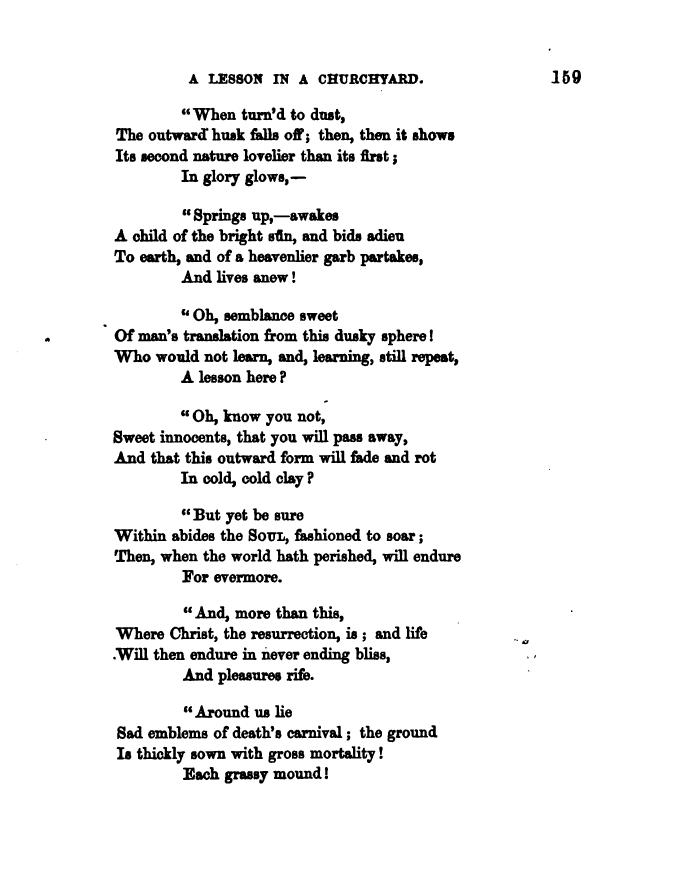 A LESSON IN A CHURCHYARD. 159
“When turn'd to dust,
The outward husk falls off; then, then it shows
Its second nature lovelier than its first;
In glory glows,—
“Springs up,—awakes
A child of the bright sun, and bids adieu
To earth, and of a heavenlier garb partakes,
And lives anew!
“Oh, semblance sweet
Of man's translation from this dusky sphere!
Who would not learn, and, learning, still repeat,
A lesson here?
“Oh, know you not,
Sweet innocents, that you will pass away,
And that this outward form will fade and rot
In cold, cold clay?
“But yet be sure
Within abides the SOUL, fashioned to soar;
Then, when the world hath perished, will endure
For evermore.
“And, more than this,
Where Christ, the resurrection, is; and life
Will then endure in never ending bliss,
And pleasures rife.
“Around us lie
Sad emblems of death's carnival; the ground
Is thickly sown with gross mortality!
Each grassy mound!